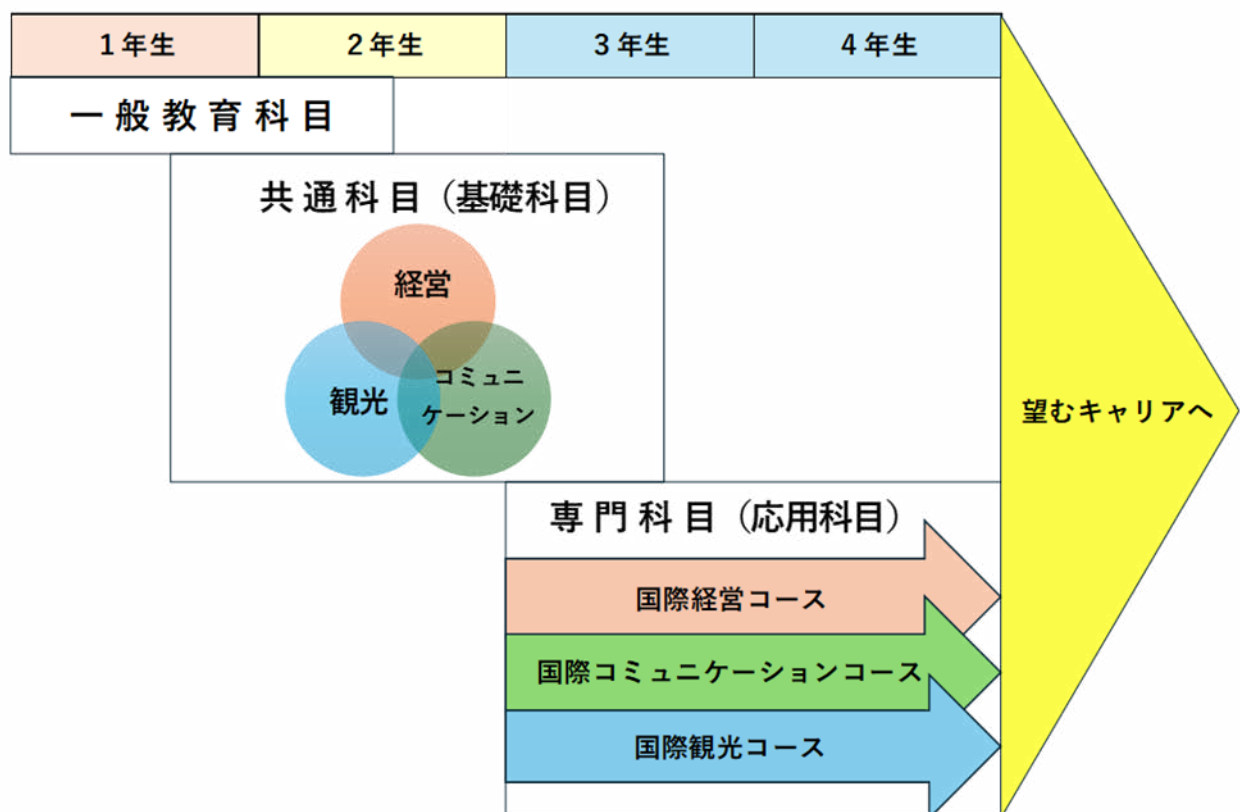 1年生
2年生
3年生
4年生
一般教育科目
共通科目（基礎科目）
経営
観光
コミュニ
ケーション
望むキャリアへ
専門科目（応用科目）
国際経営コース
国際コミュニケーションコース
国際観光コース